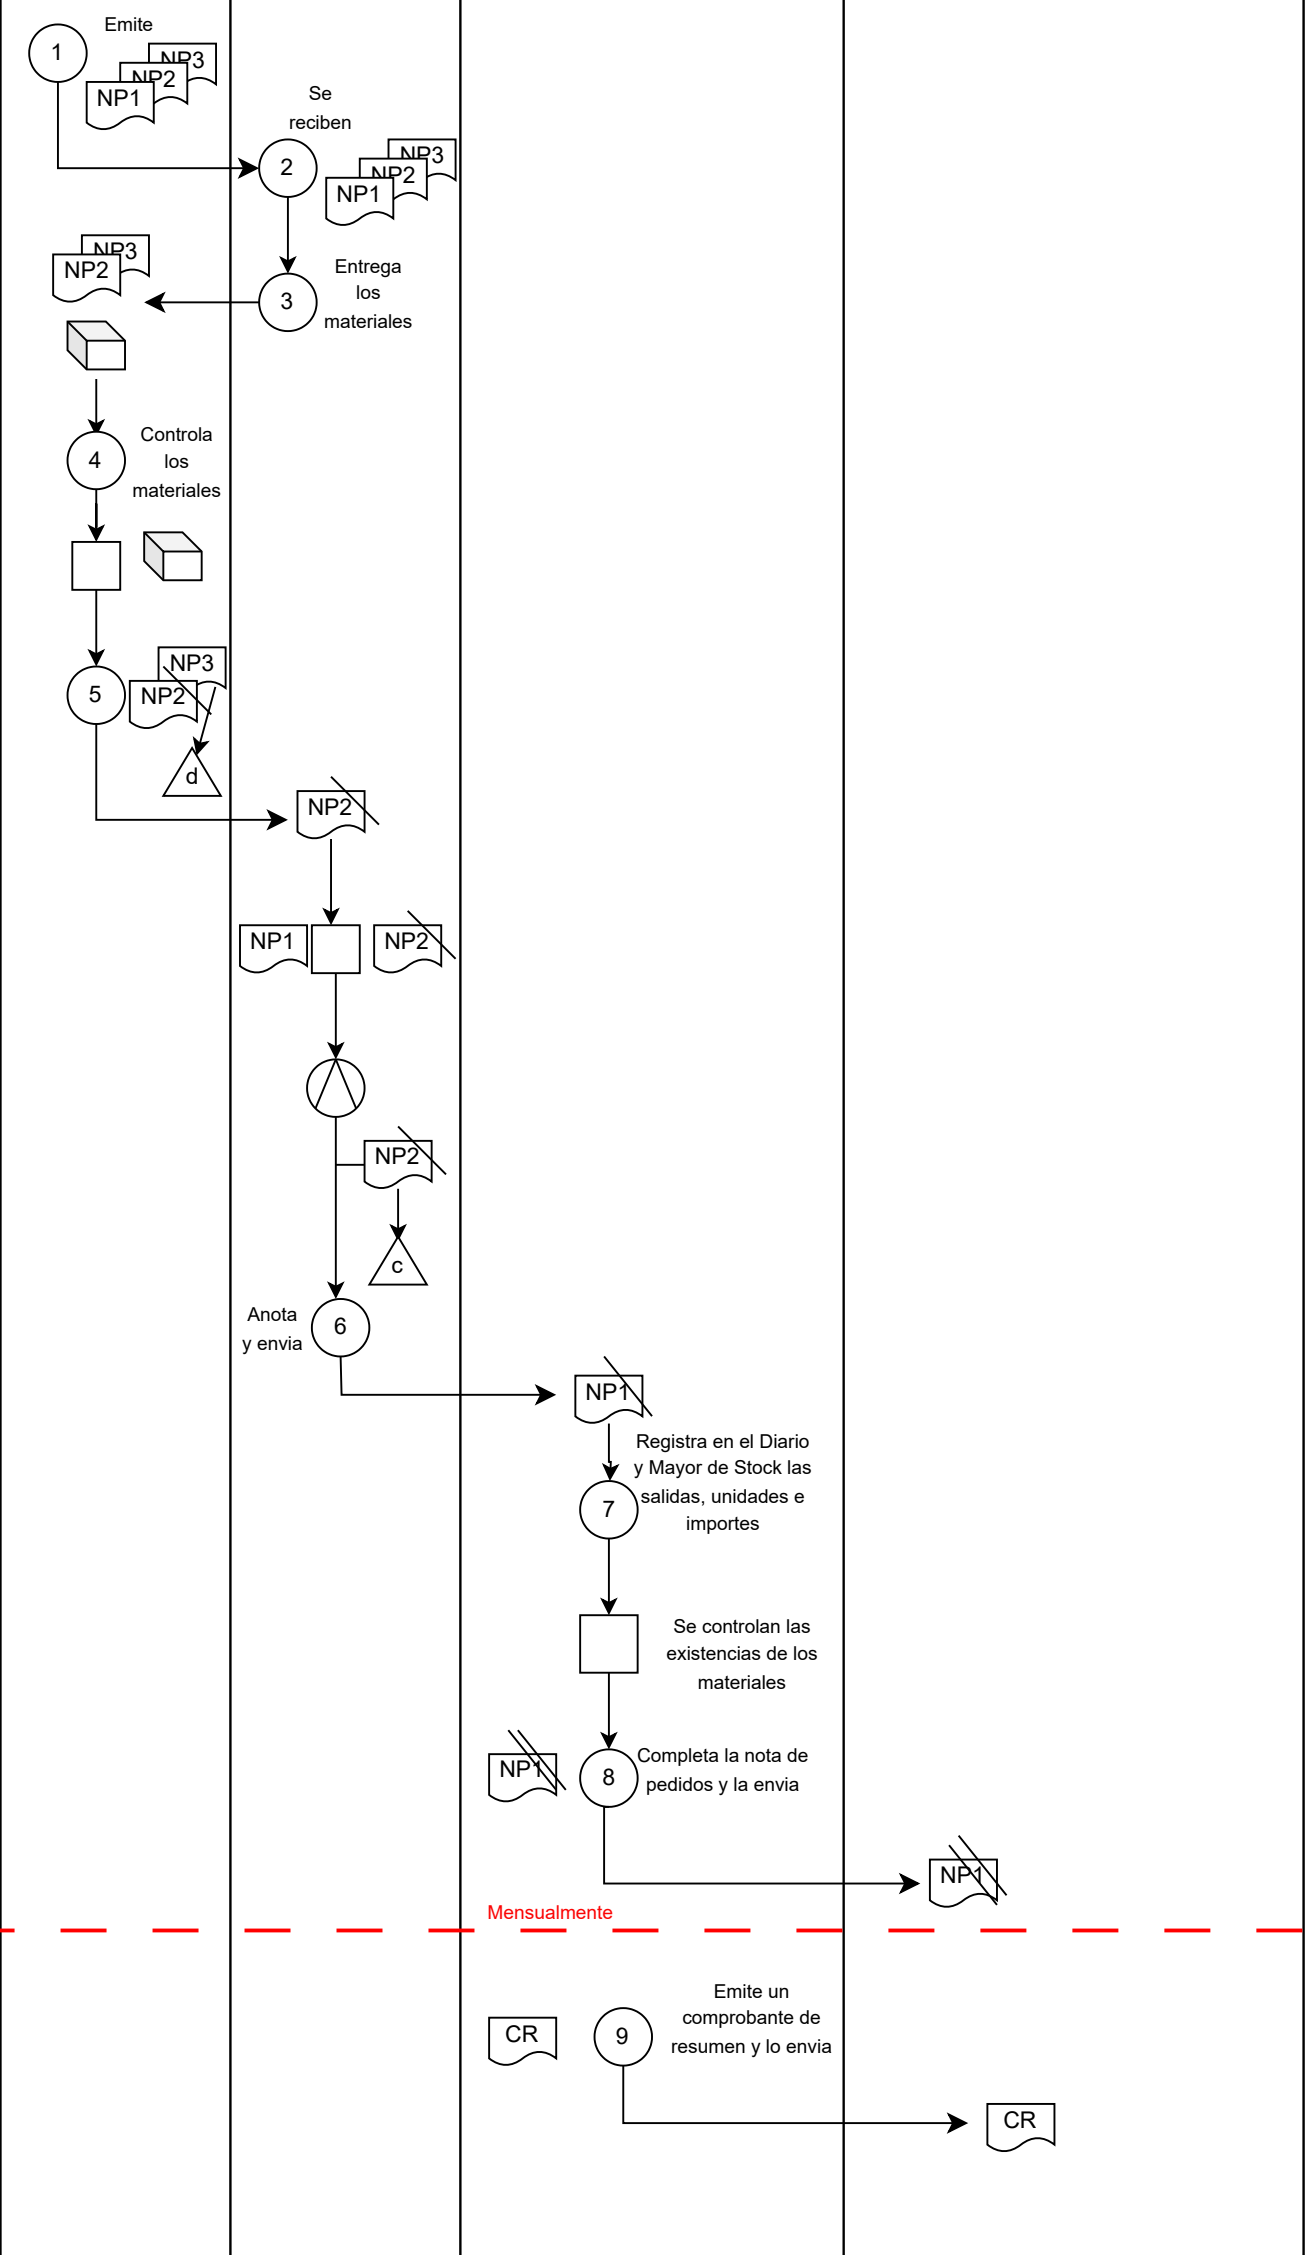 Emite
1
NP3
NP2
NP1
Se
reciben
2
NP3
NP2
NP1
NP3
NP2
Entrega
los
materiales
3
Controla
los
materiales
4
NP3
NP2
5
d
NP2
NP1
NP2
NP2
c
Anota
y envia
6
NP1
Registra en el Diario
y Mayor de Stock las
salidas, unidades e
importes
7
Se controlan las
existencias de los
materiales
NP1
8
Completa la nota de
pedidos y la envia
NP1
Mensualmente
Emite un
comprobante de
resumen y lo envia
CR
9
CR